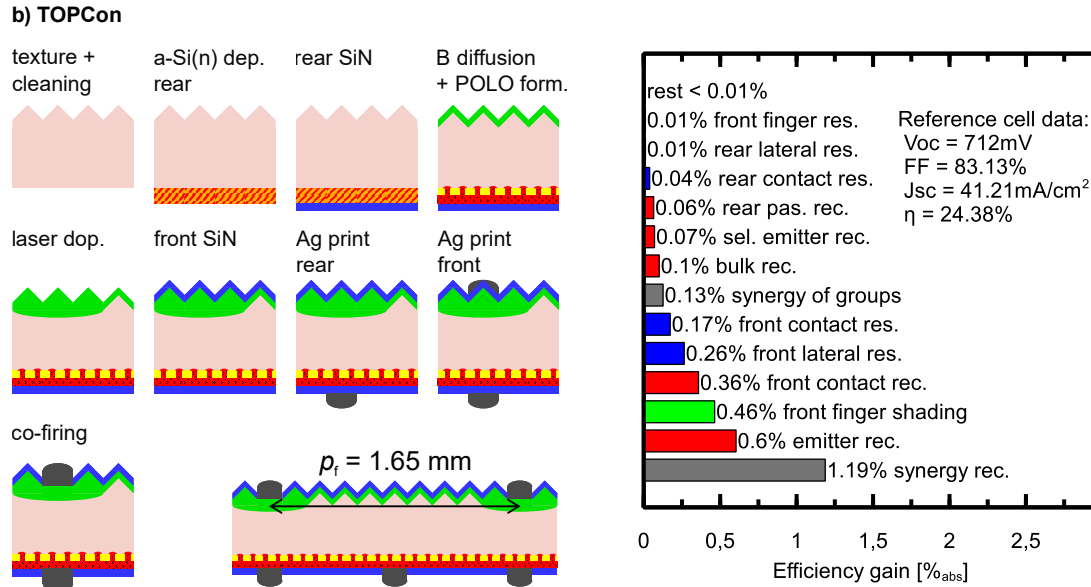 b) TOPCon
texture +
cleaning
a-Si(n) dep.
rear
rear SiN
B diffusion
+ POLO form.
laser dop.
front SiN
Ag print
rear
Ag print
front
co-firing
pf = 1.65 mm
rest < 0.01%
0.01% front finger res.
0.01% rear lateral res.
0.04% rear contact res.
0.06% rear pas. rec.
0.07% sel. emitter rec.
0.1% bulk rec.
0.13% synergy of groups
0.17% front contact res.
0.26% front lateral res.
0.36% front contact rec.
0.46% front finger shading
0.6% emitter rec.
1.19% synergy rec.
Reference cell data:
Voc = 712mV
FF = 83.13%
Jsc = 41.21mA/cm²
η = 24.38%
0 0,5 1 1,5 2 2,5
Efficiency gain [%abs]